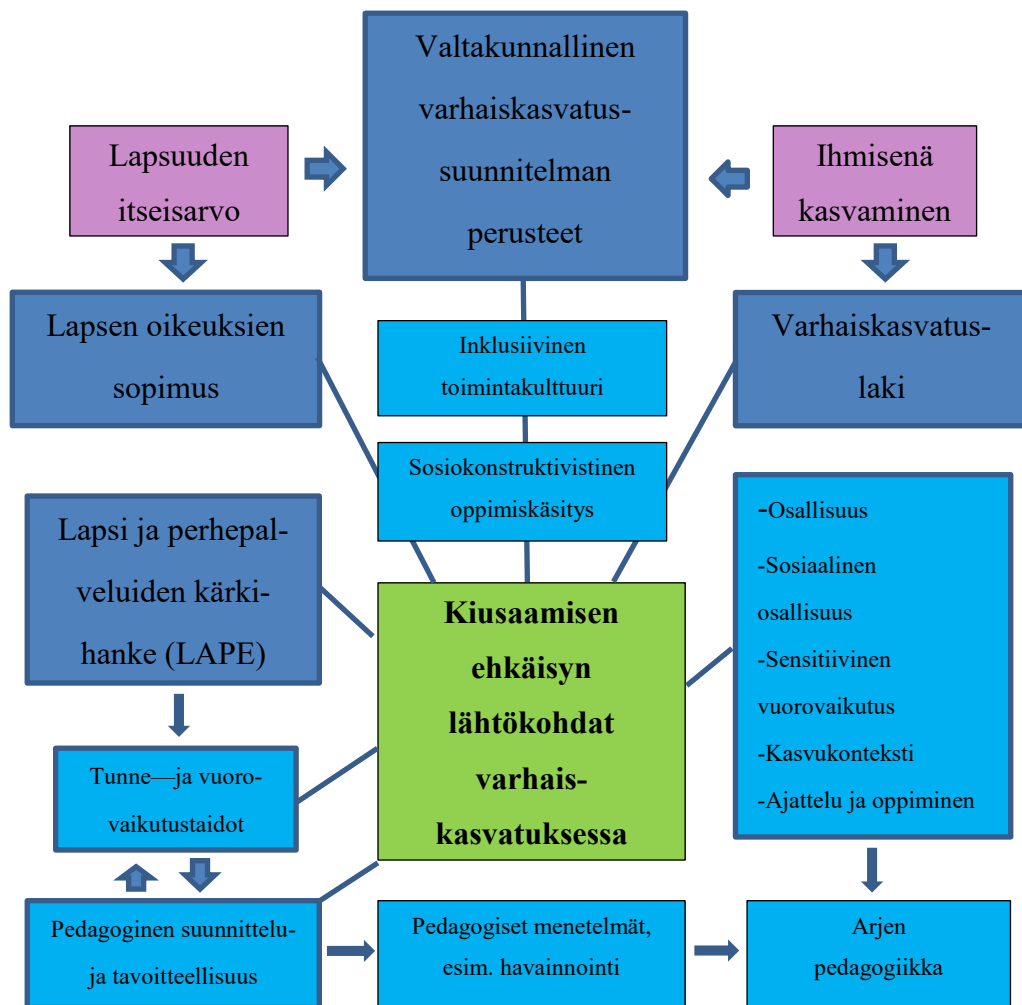 Valtakunnallinen
varhaiskasvatus-
suunnitelman
perusteet
Lapsuuden
itseisarvo
Ihmisenä
kasvaminen
Lapsen oikeuksien
sopimus
Inklusiivinen
toimintakulttuuri
Varhaiskasvatus-
laki
Sosiokonstruktivistinen
oppimiskäsitys
Lapsi ja perhepal-
veluiden kärki-
hanke (LAPE)
Kiusaamisen
ehkäisyn
lähtökohdat
varhais-
kasvatuksessa
-Osallisuus
-Sosiaalinen
osallisuus
-Sensitiivinen
vuorovaikutus
-Kasvukonteksti
-Ajattelu ja oppiminen
Tunne—ja vuoro-
vaikutustaidot
Pedagoginen suunnittelu-
ja tavoitteellisuus
Pedagogiset menetelmät,
esim. havainnointi
Arjen
pedagogiikka